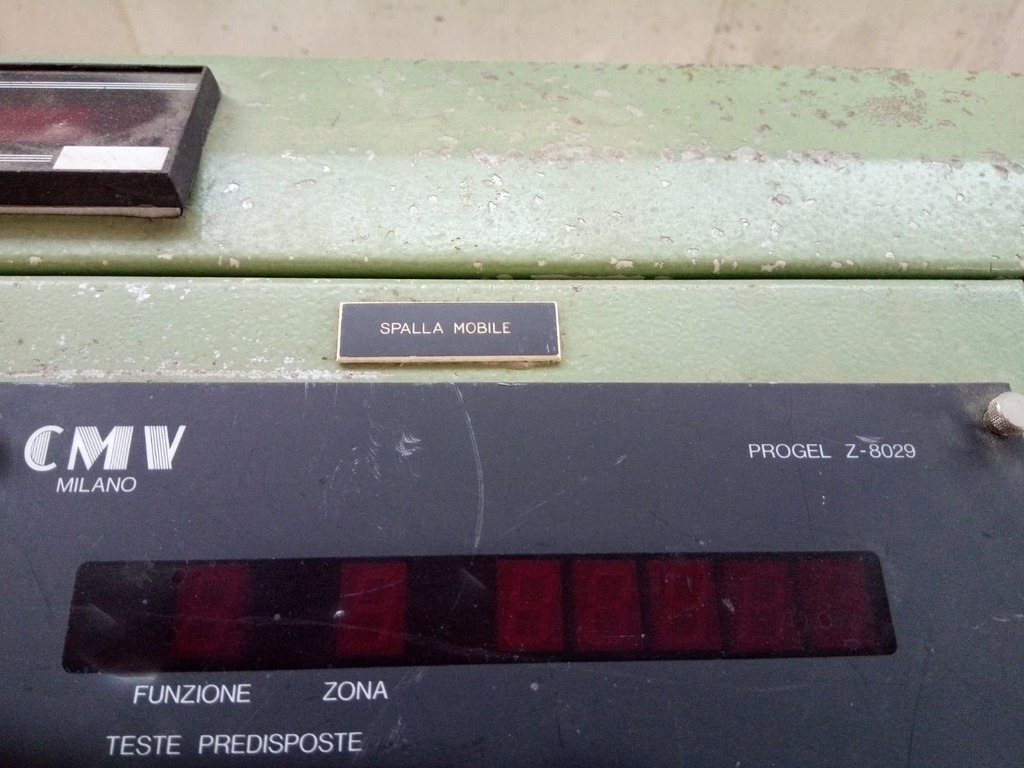 SPALLA MOBILE
CMV
MILANO
PROGEL Z-8029
FUNZIONE ZONA
TESTE PREDISPOSTE